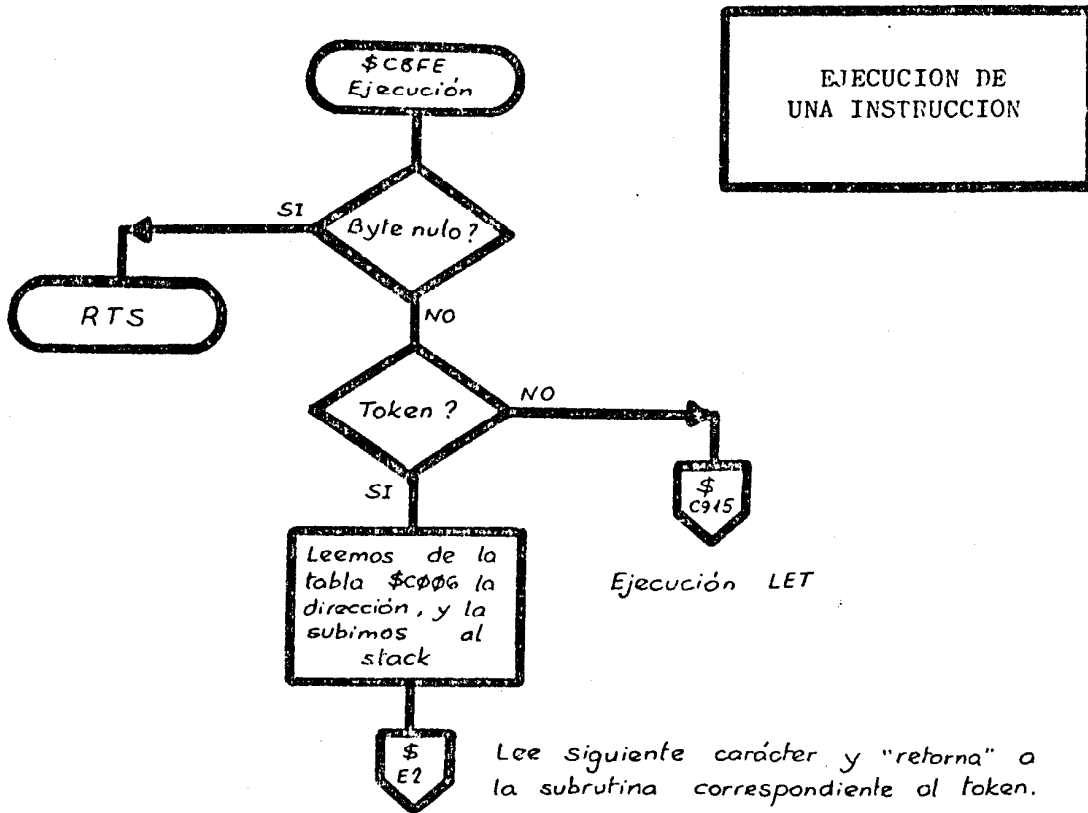 EJECUCION DE
UNA INSTRUCCION
$C8FE
Ejecución
Byte nulo?
SI
RTS
NO
Token?
NO
$
C915
Ejecución LET
SI
Leemos de la
tabla $CØØ6 la
dirección, y la
subimos al
stack
$
E2
Lee siguiente carácter y "retorna" a
la subrutina correspondiente al token.